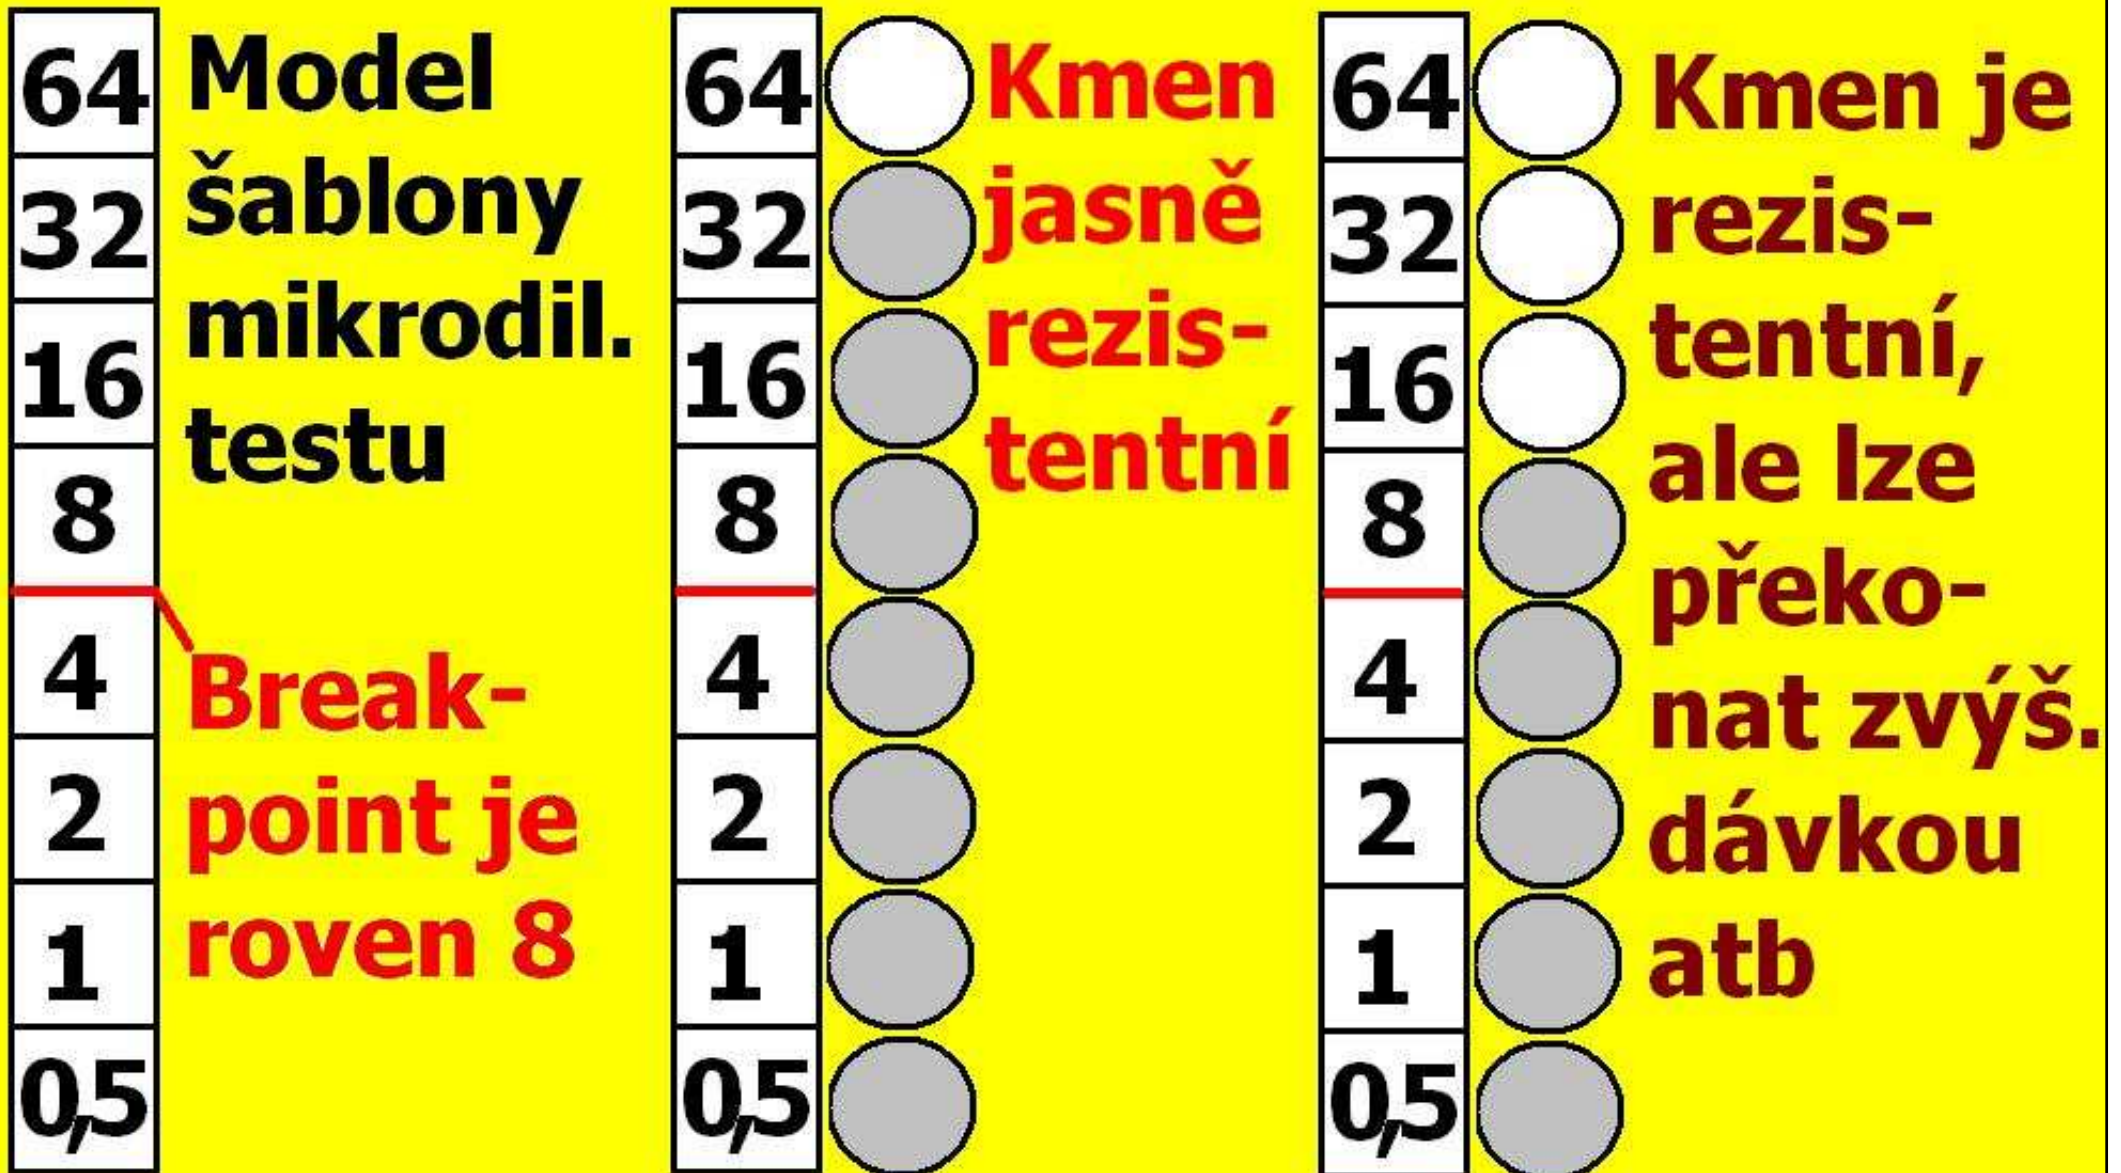 64
32
16
8
4
2
1
0,5
Model
šablony
mikrodil.
testu
Break-
point je
roven 8
64
32
16
8
4
2
1
0,5
Kmen
jasně
rezis-
tentní
64
32
16
8
4
2
1
0,5
Kmen je
rezis-
tentní,
ale lze
překo-
nat zvýš.
dávkou
atb